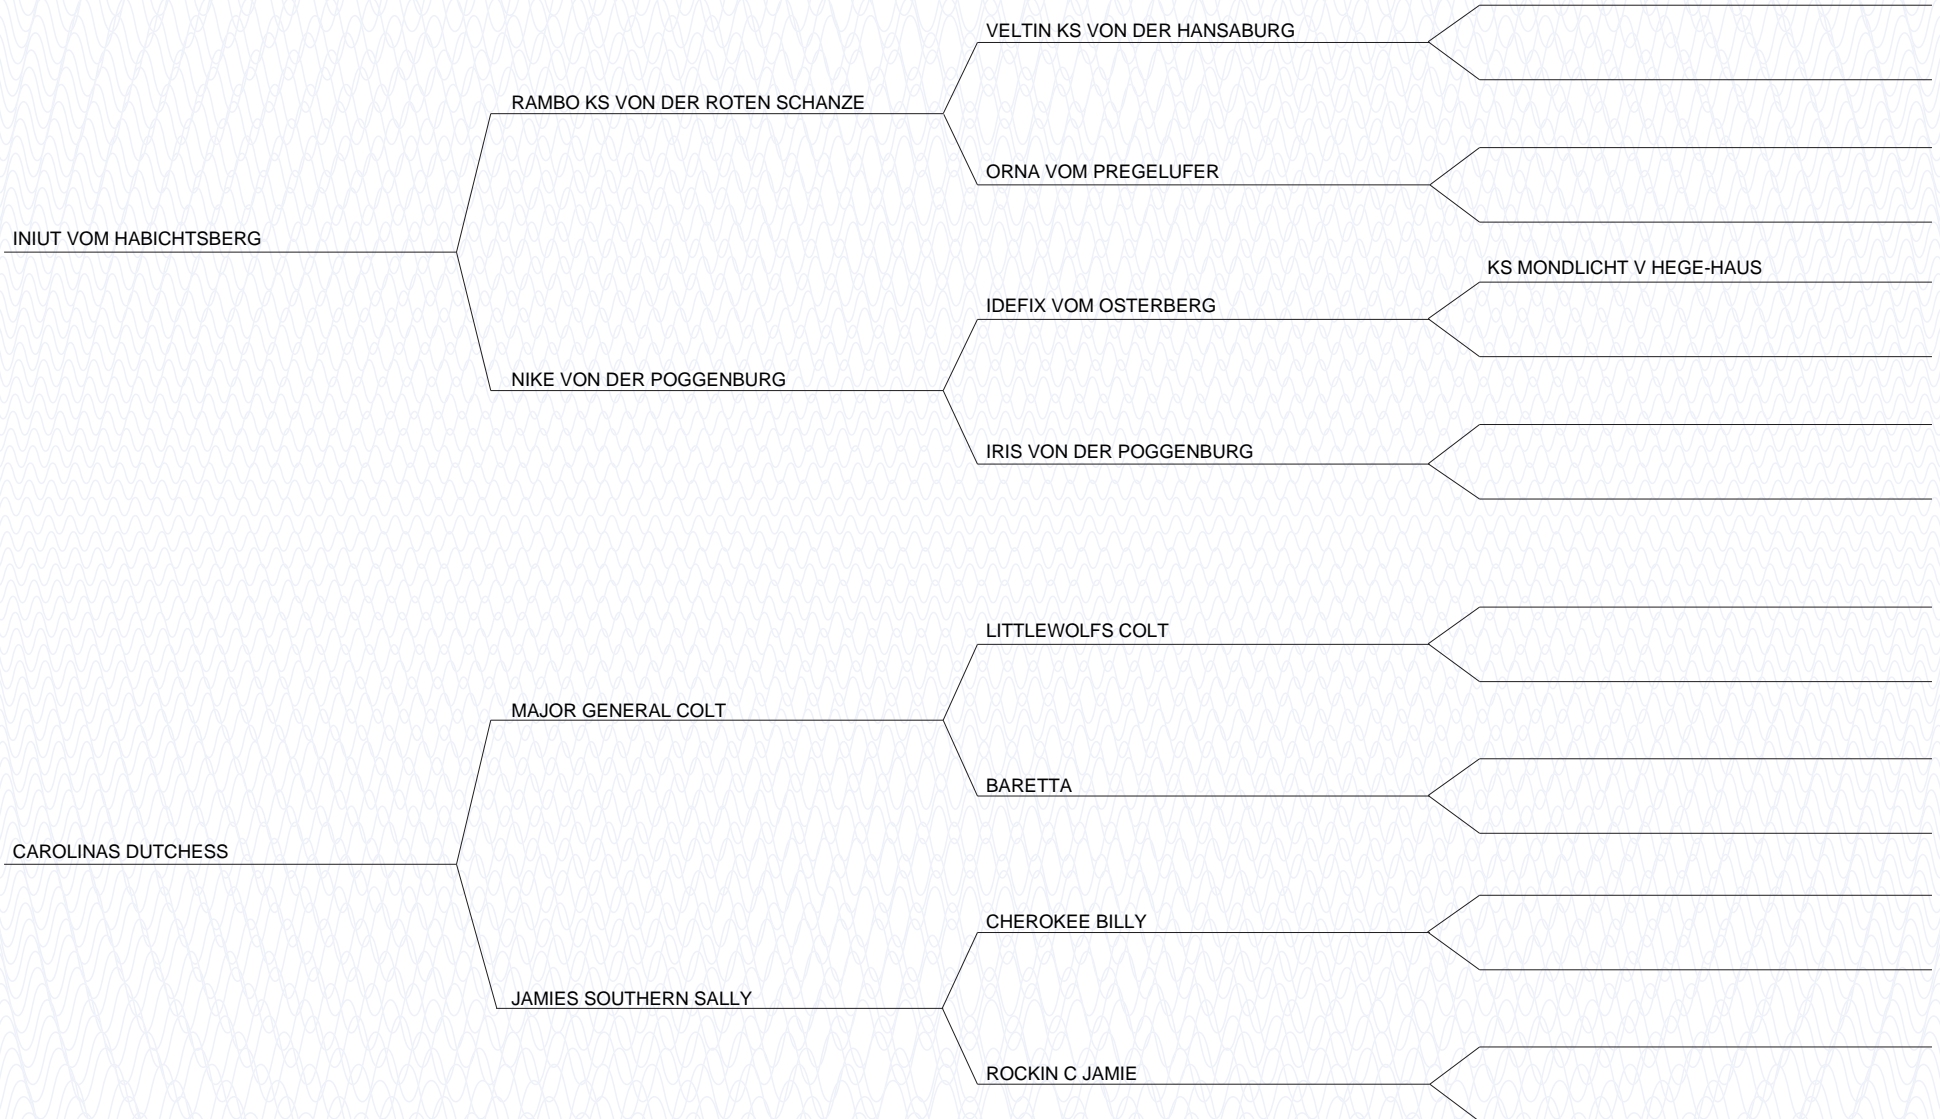 VELTIN KS VON DER HANSABURG
RAMBO KS VON DER ROTEN SCHANZE
ORNA VOM PREGELUFER
INIUT VOM HABICHTSBERG
KS MONDLICHT V HEGE-HAUS
IDEFIX VOM OSTERBERG
NIKE VON DER POGGENBURG
IRIS VON DER POGGENBURG
LITTLEWOLFS COLT
MAJOR GENERAL COLT
BARETTA
CAROLINAS DUTCHESS
CHEROKEE BILLY
JAMIES SOUTHERN SALLY
ROCKIN C JAMIE